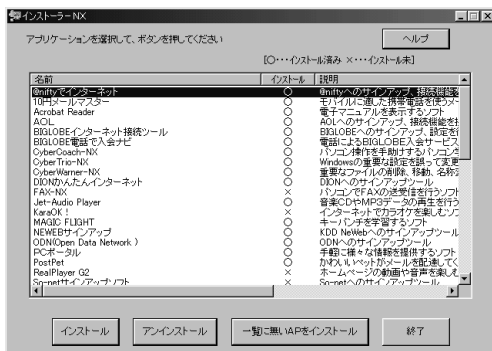 インストーラーNX
アプリケーションを選択して、ボタンを押してください
ヘルプ
[○・・・インストール済み ×・・・インストール未]
名前 インストール 説明
@niftyでインターネット ○ @niftyへのサインアップ、接続機能を
10円メールマスター ○ モバイルに適した携帯電話を使うメー
Acrobat Reader ○ 電子マニュアルを表示するソフト
AOL ○ AOLへのサインアップ、接続機能を
BIGLOBEインターネット接続ツール ○ BIGLOBEへのサインアップ、設定を行
BIGLOBE電話で入会ナビ ○ 電話によるBIGLOBE入会サービス
CyberCoach-NX ○ パソコン操作を手助けするパソコン
CyberTrio-NX ○ Windowsの重要な設定を誤って変更
CyberWarner-NX ○ 重要なファイルの削除、移動、名称
DIONかんたんインターネット ○ DIONへのサインアップツール
FAX-NX × パソコンでFAXの送受信を行うソフト
Jet-Audio Player ○ 音楽CDやMP3データの再生を行う
KaraOK！ × インターネットでカラオケを楽しむソフ
MAGIC FLIGHT ○ キーパンチを学習するソフト
NEWEBサインアップ ○ KDD NeWebへのサインアップツール
ODN(Open Data Network ) ○ ODNへのサインアップツール
PCポータル ○ 手軽に様々な情報を提供するソフト
PostPet ○ かわいいペットがメールを配達してく
RealPlayer G2 × ホームページの動画や音声を楽しえ
So-netサインアップソフト × So-netへのサインアップツール
インストール アンインストール 一覧に無いAPをインストール 終了